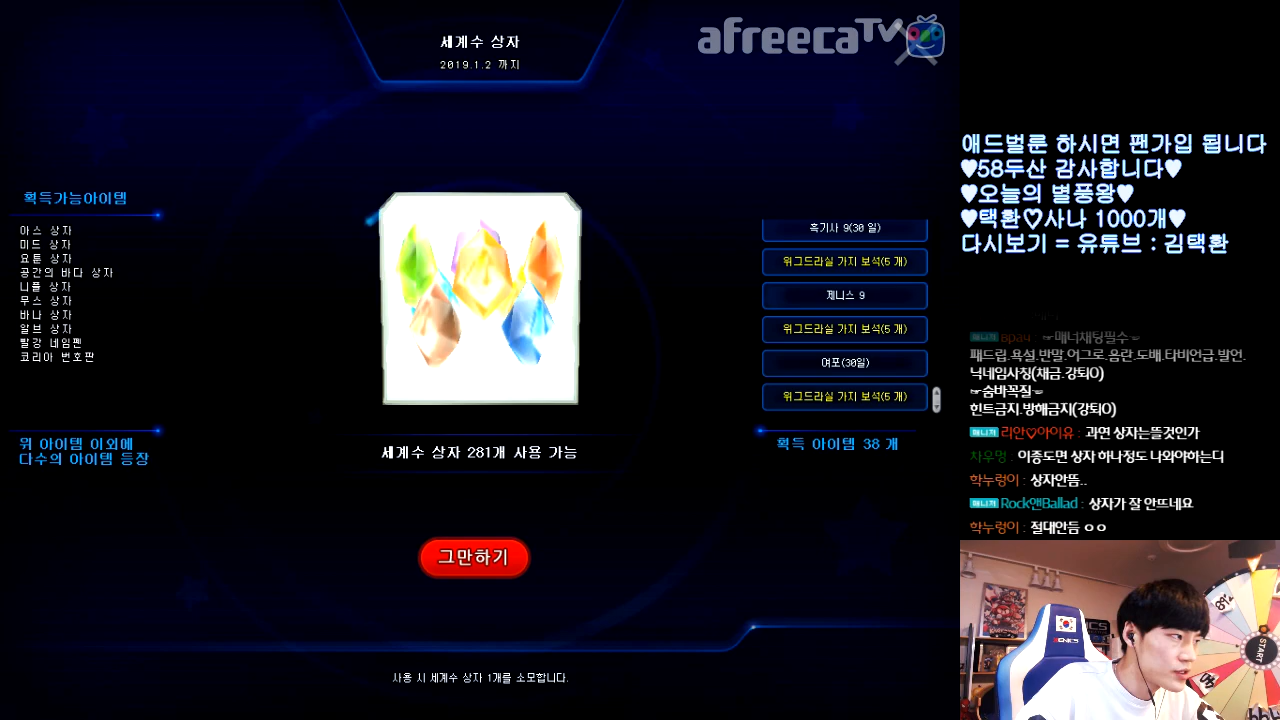 세계수 상자
2019.1.2 까지
afreecaTV
획득가능아이템
아스 상자
미드 상자
요툰 상자
공간의 바다 상자
니플 상자
무스 상자
바나 상자
알브 상자
빨강 네임펜
코리아 번호판
위 아이템 이외에
다수의 아이템 등장
세계수 상자 281개 사용 가능
그만하기
사용 시 세계수 상자 1개를 소모합니다.
흑기사 9(30 일)
위그드라실 가지 보석(5 개)
제니스 9
위그드라실 가지 보석(5 개)
여포(30일)
위그드라실 가지 보석(5 개)
획득 아이템 38 개
애드벌룬 하시면 팬가입 됩니다
♥58두산 감사합니다♥
♥오늘의 별풍왕♥
♥택환♡사나 1000개♥
다시보기 = 유튜브 : 김택환
매니저 : ☞매너채팅필수☜
패드립.욕설.반말.어그로.음란.도배.타비언급.발언.
닉네임사칭(채금.강퇴O)
☞숨바꼭질☜
힌트금지.방해금지(강퇴O)
매니저 리안♡아이유 : 과연 상자는뜰것인가
차우멍 : 이종도면 상자 하나정도 나와야하는디
학누렁이 : 상자안뜸..
매니저 Rock앤Ballad : 상자가 잘 안뜨네요
학누렁이 : 절대안듬 ㅇㅇ
START